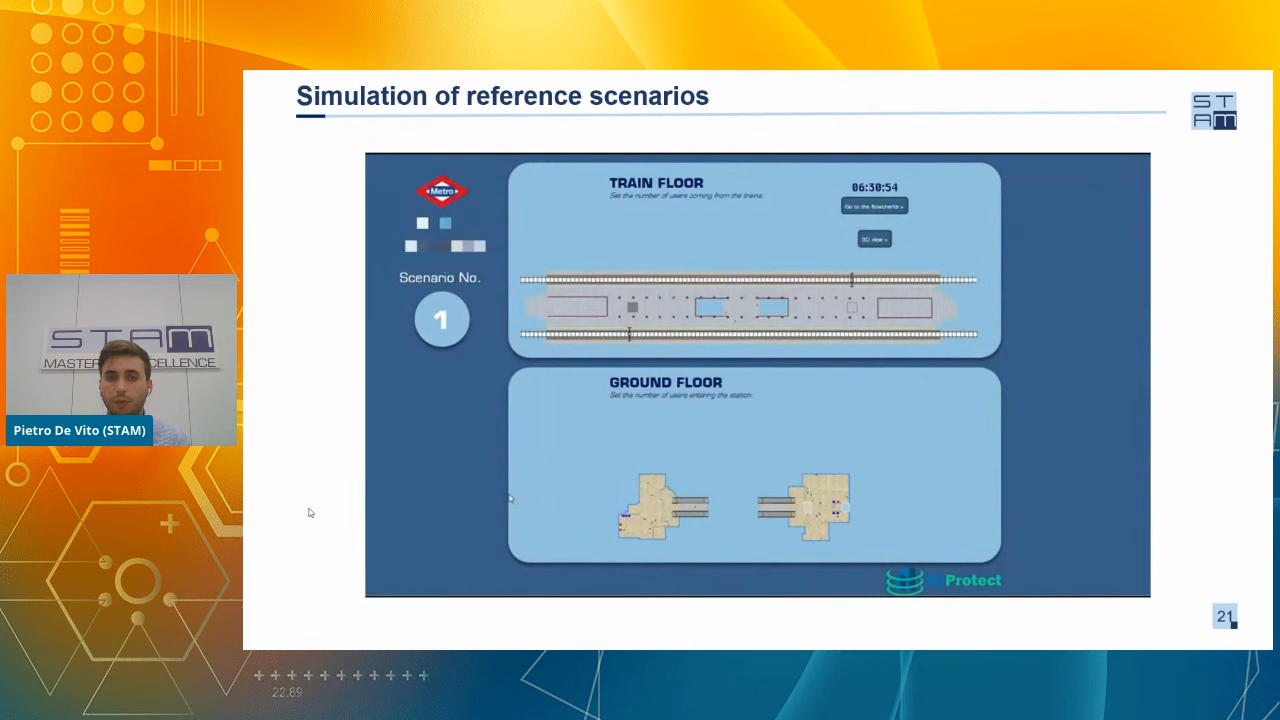 Simulation of reference scenarios
ST
Am
Metro
TRAIN FLOOR
Set the number of users coming from the trains:
06:30:54
Go to the flowcharts >
3D view >
Scenario No.
1
GROUND FLOOR
Set the number of users entering the station:
STAM
Pietro De Vito (STAM)
Protect
21
22.89